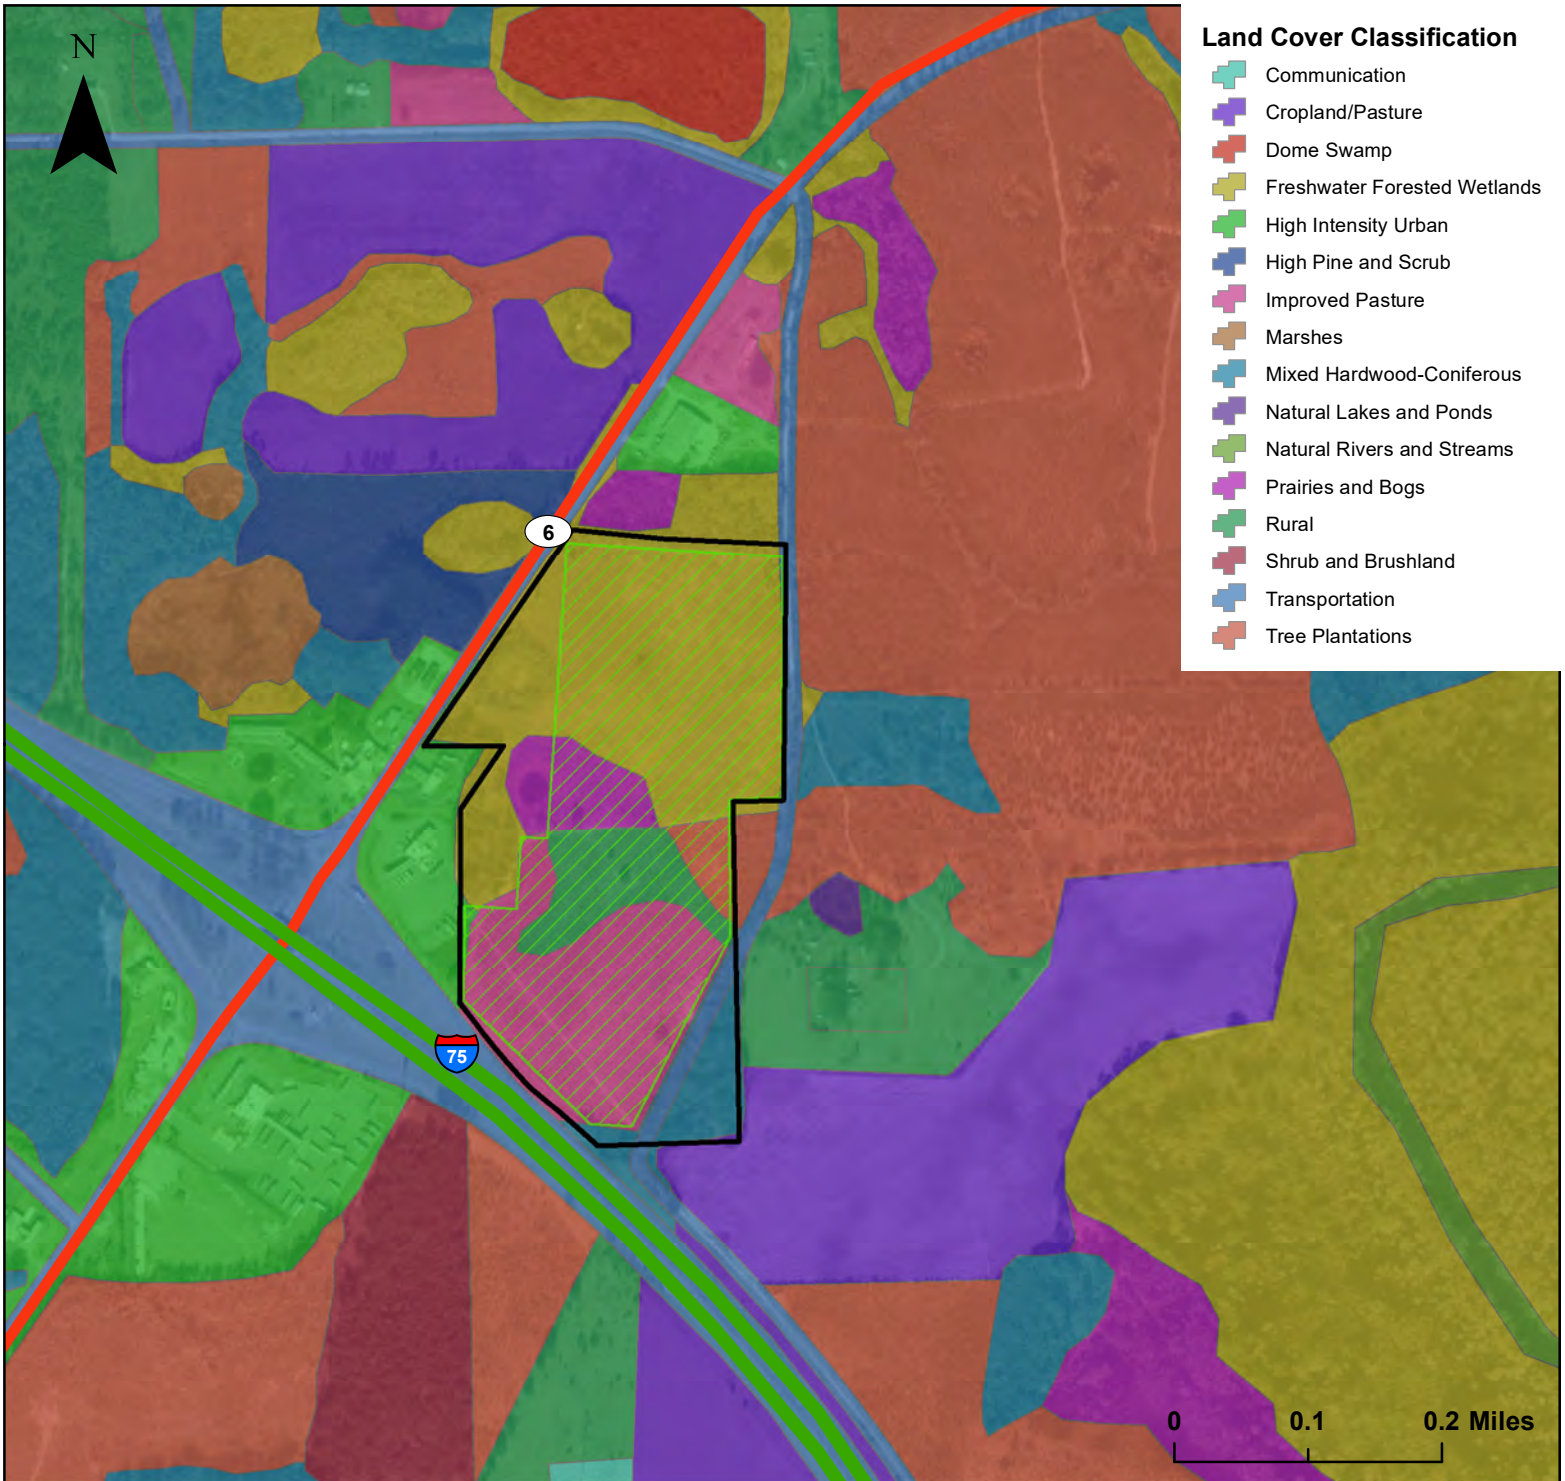 N
Land Cover Classification
Communication
Cropland/Pasture
Dome Swamp
Freshwater Forested Wetlands
High Intensity Urban
High Pine and Scrub
Improved Pasture
Marshes
Mixed Hardwood-Coniferous
Natural Lakes and Ponds
Natural Rivers and Streams
Prairies and Bogs
Rural
Shrub and Brushland
Transportation
Tree Plantations
6
75
0 0.1 0.2 Miles